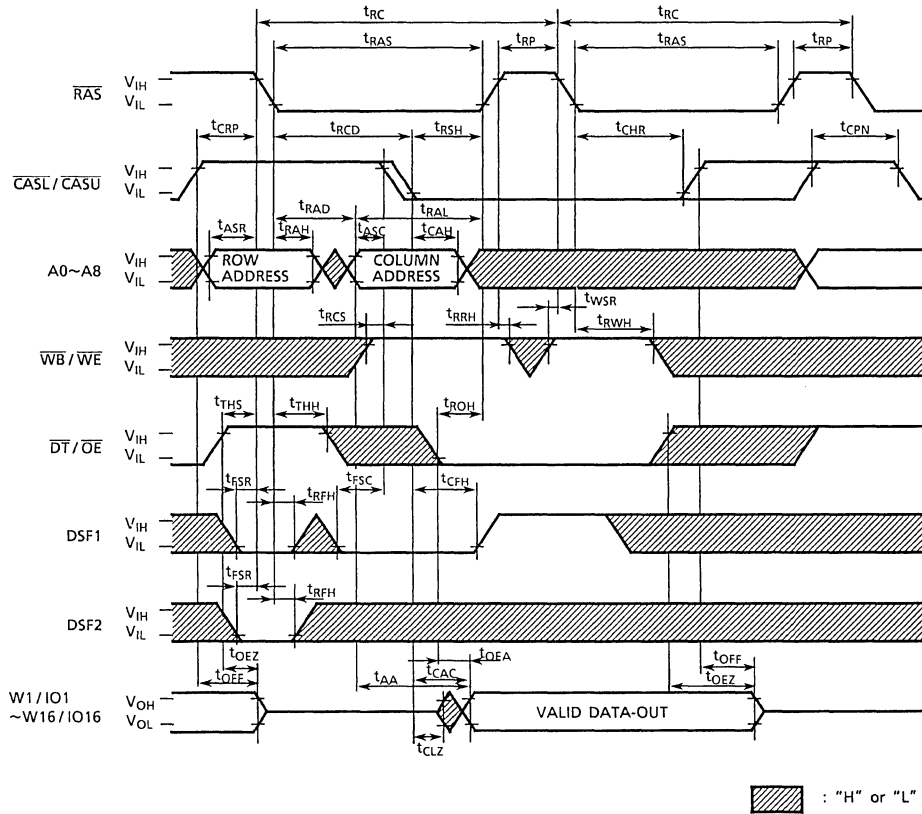 tRC tRC
tRAS tRP tRAS tRP
RAS VIH VIL
tCRP tRCD tRSH tCHR tCPN
CASL / CASU VIH VIL
tRAD tRAL
tASR tRAH tASC tCAH
A0~A8 VIH VIL ROW ADDRESS COLUMN ADDRESS
tWSR
tRCS tRRH tRWH
WB / WE VIH VIL
tTHS tTHH tROH
DT / OE VIH VIL
tFSR tRFH tFSC tCFH
DSF1 VIH VIL
tFSR tRFH
DSF2 VIH VIL
tOEZ tOEA tOFF
tOFF tAA tCAC tOEZ
W1 / IO1 ~W16 / IO16 VOH VOL VALID DATA-OUT
tCLZ
: "H" or "L"